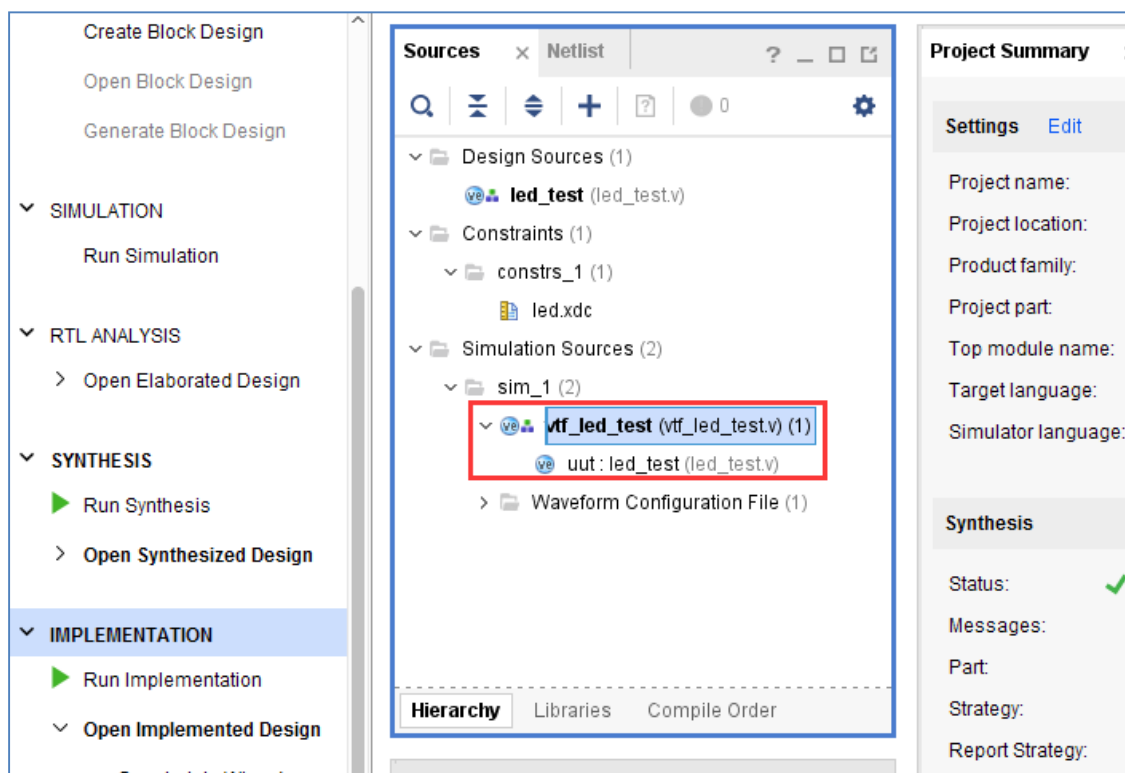 Create Block Design
Open Block Design
Generate Block Design
SIMULATION
Run Simulation
RTL ANALYSIS
Open Elaborated Design
SYNTHESIS
Run Synthesis
Open Synthesized Design
IMPLEMENTATION
Run Implementation
Open Implemented Design
Sources
Netlist
?
0
Design Sources (1)
led_test (led_test.v)
Constraints (1)
constrs_1 (1)
led.xdc
Simulation Sources (2)
sim_1 (2)
vtf_led_test (vtf_led_test.v) (1)
uut : led_test (led_test.v)
Waveform Configuration File (1)
Hierarchy
Libraries
Compile Order
Project Summary
Settings
Edit
Project name:
Project location:
Product family:
Project part:
Top module name:
Target language:
Simulator language:
Synthesis
Status:
Messages:
Part:
Strategy:
Report Strategy: